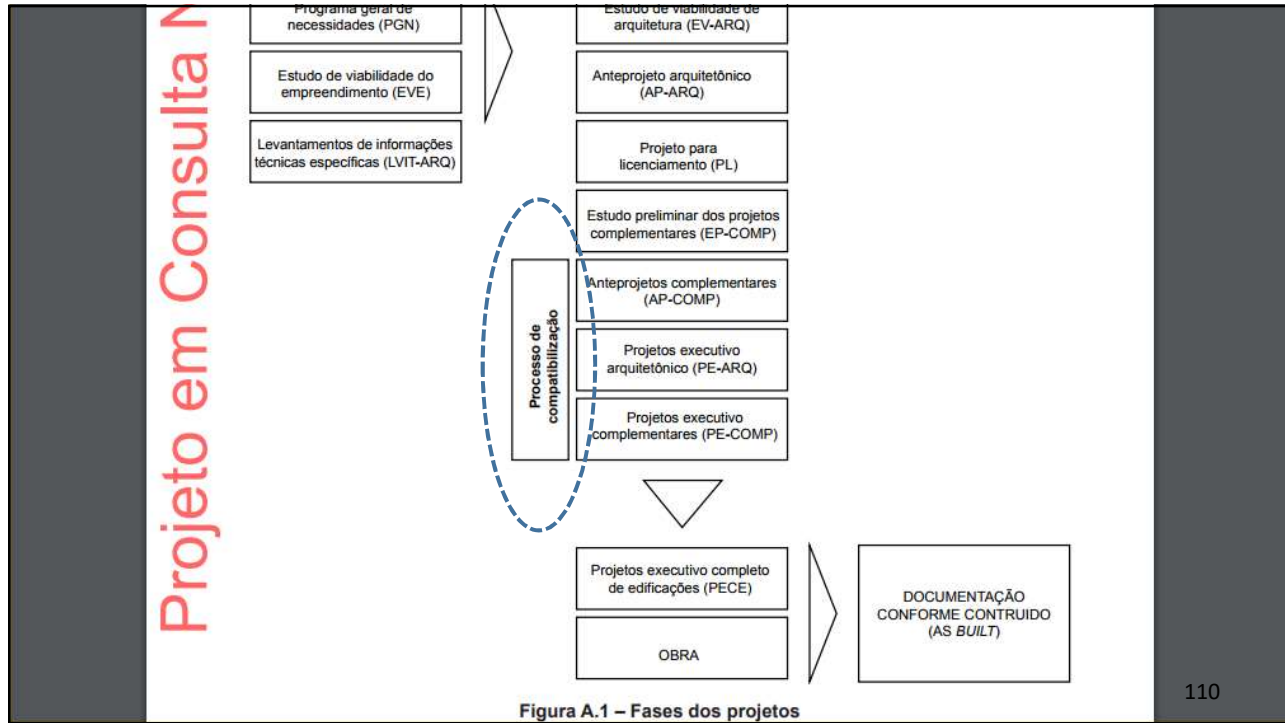 Projeto em Consulta N
Programa geral de
necessidades (PGN)
Estudo de viabilidade do
empreendimento (EVE)
Levantamentos de informações
técnicas específicas (LVIT-ARQ)
Estudo de viabilidade de
arquitetura (EV-ARQ)
Anteprojeto arquitetônico
(AP-ARQ)
Projeto para
licenciamento (PL)
Estudo preliminar dos projetos
complementares (EP-COMP)
Processo de
compatibilização
Anteprojetos complementares
(AP-COMP)
Projetos executivo
arquitetônico (PE-ARQ)
Projetos executivo
complementares (PE-COMP)
Projetos executivo completo
de edificações (PECE)
OBRA
DOCUMENTAÇÃO
CONFORME CONTRUIDO
(AS BUILT)
Figura A.1 – Fases dos projetos
110